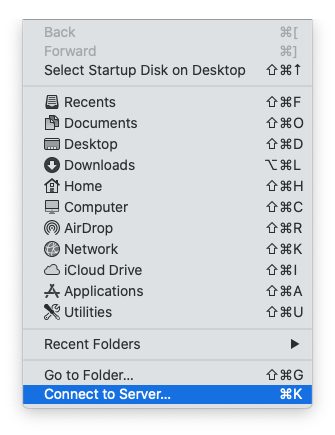 Back ⌘[
Forward ⌘]
Select Startup Disk on Desktop ⇧⌘↑
Recents ⇧⌘F
Documents ⇧⌘O
Desktop ⇧⌘D
Downloads ⌥⌘L
Home ⇧⌘H
Computer ⇧⌘C
AirDrop ⇧⌘R
Network ⇧⌘K
iCloud Drive ⇧⌘I
Applications ⇧⌘A
Utilities ⇧⌘U
Recent Folders ▶
Go to Folder... ⇧⌘G
Connect to Server... ⌘K